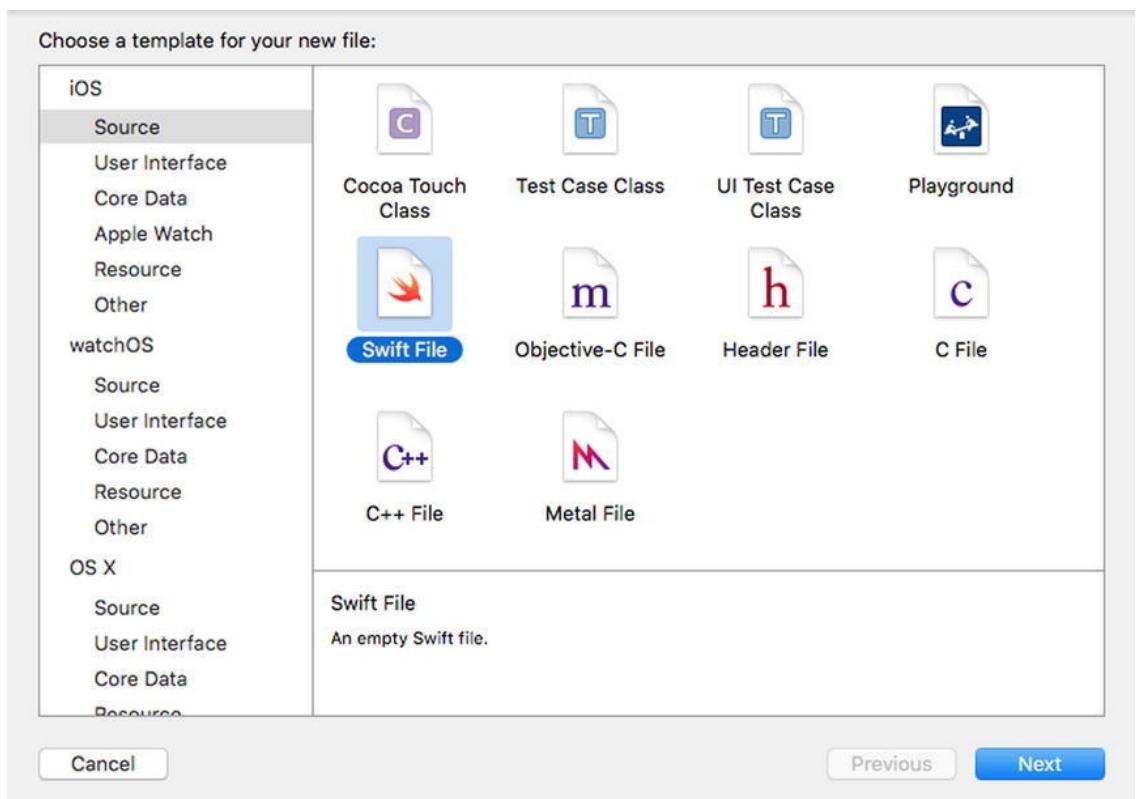 Choose a template for your new file:
iOS
Source
User Interface
Core Data
Apple Watch
Resource
Other
watchOS
Source
User Interface
Core Data
Resource
Other
OS X
Source
User Interface
Core Data
Resource
C
T
T
Cocoa Touch
Class
Test Case Class
UI Test Case
Class
Playground
m
h
c
Swift File
Objective-C File
Header File
C File
C++
C++ File
Metal File
Swift File
An empty Swift file.
Cancel
Previous
Next